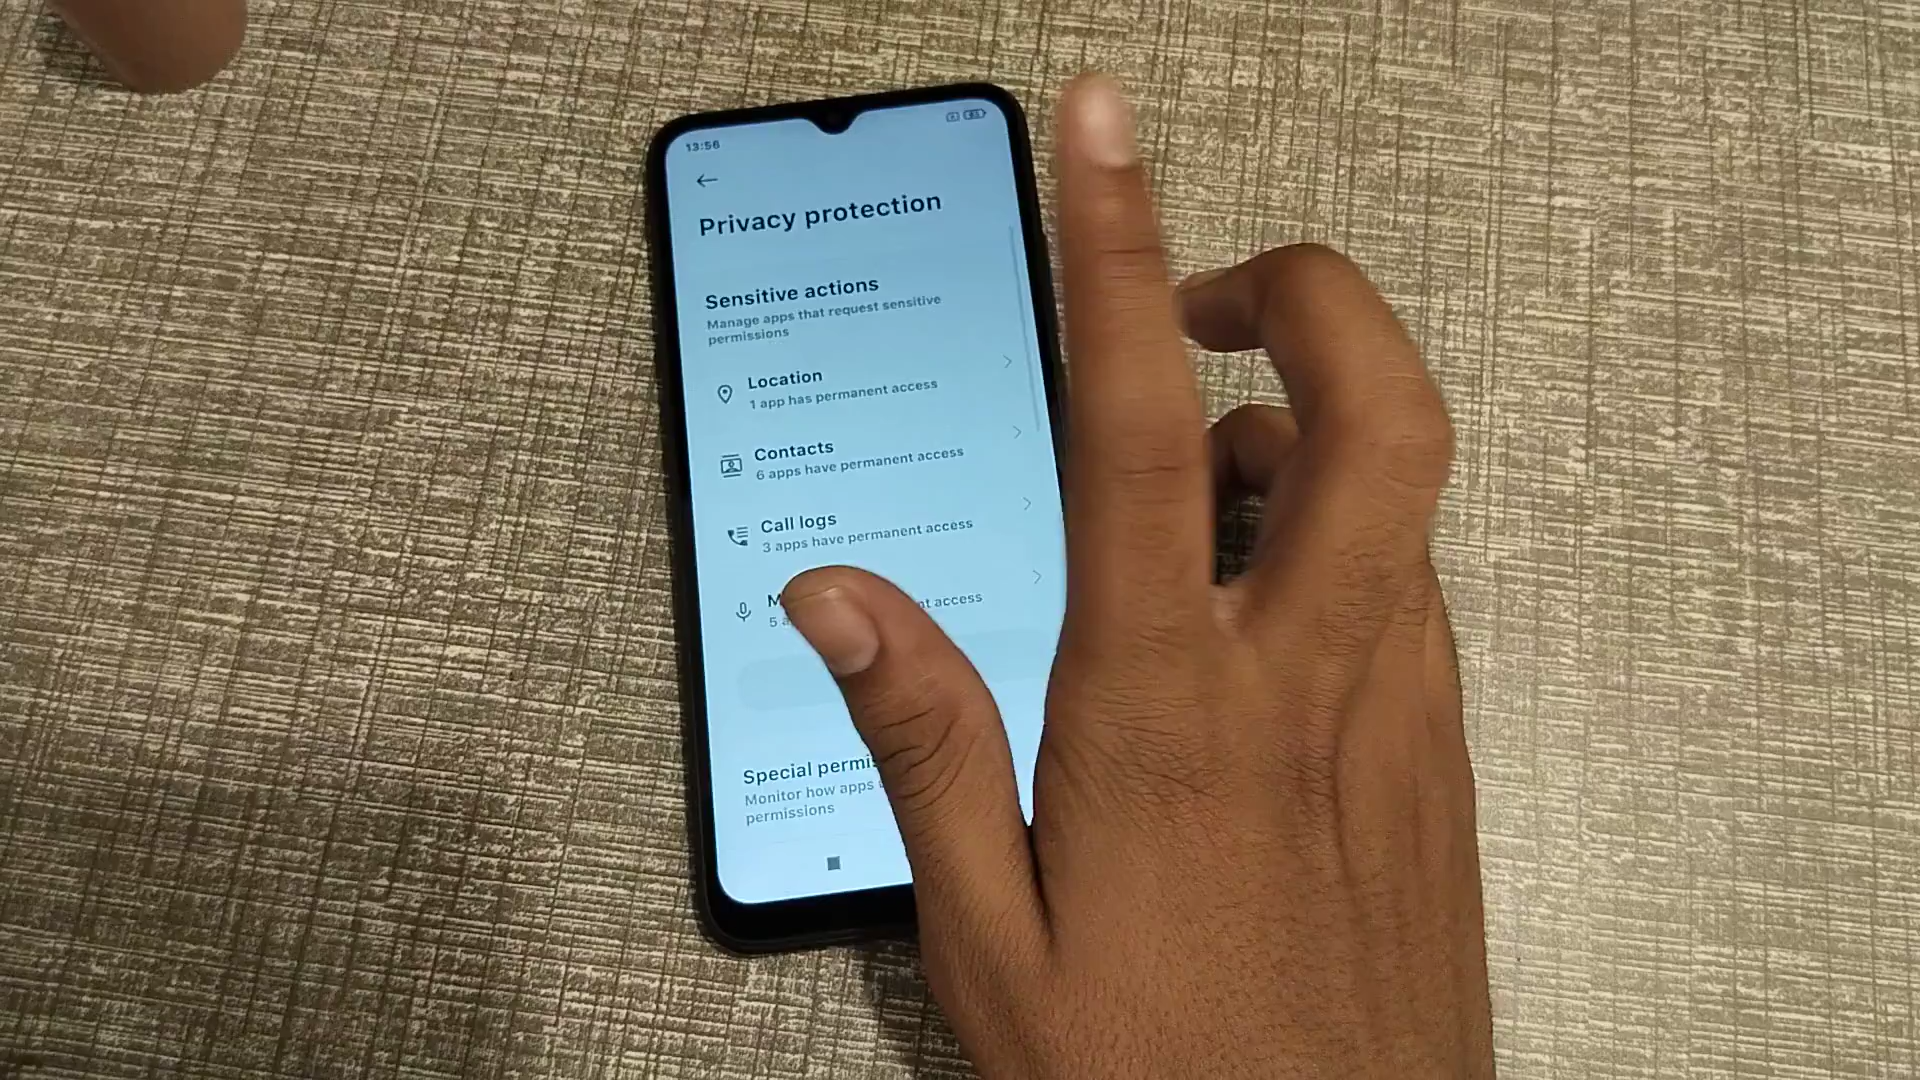 13:56
Privacy protection
Sensitive actions
Manage apps that request sensitive
permissions
Location
1 app has permanent access
Contacts
6 apps have permanent access
Call logs
3 apps have permanent access
access
Special
Monitor how apps
permissions